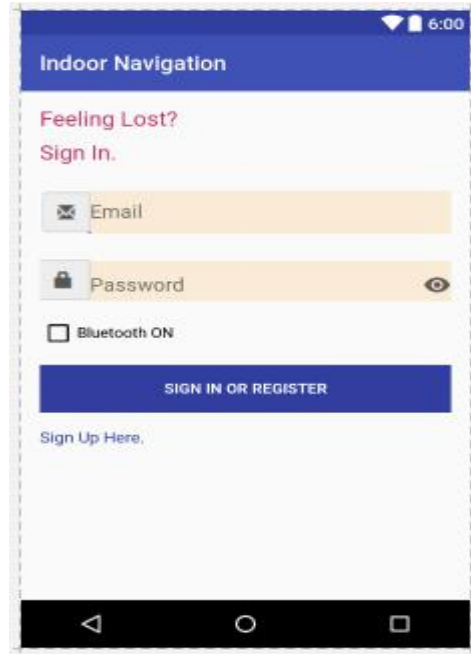 6:00
Indoor Navigation
Feeling Lost?
Sign In.
Email
Password
Bluetooth ON
SIGN IN OR REGISTER
Sign Up Here.